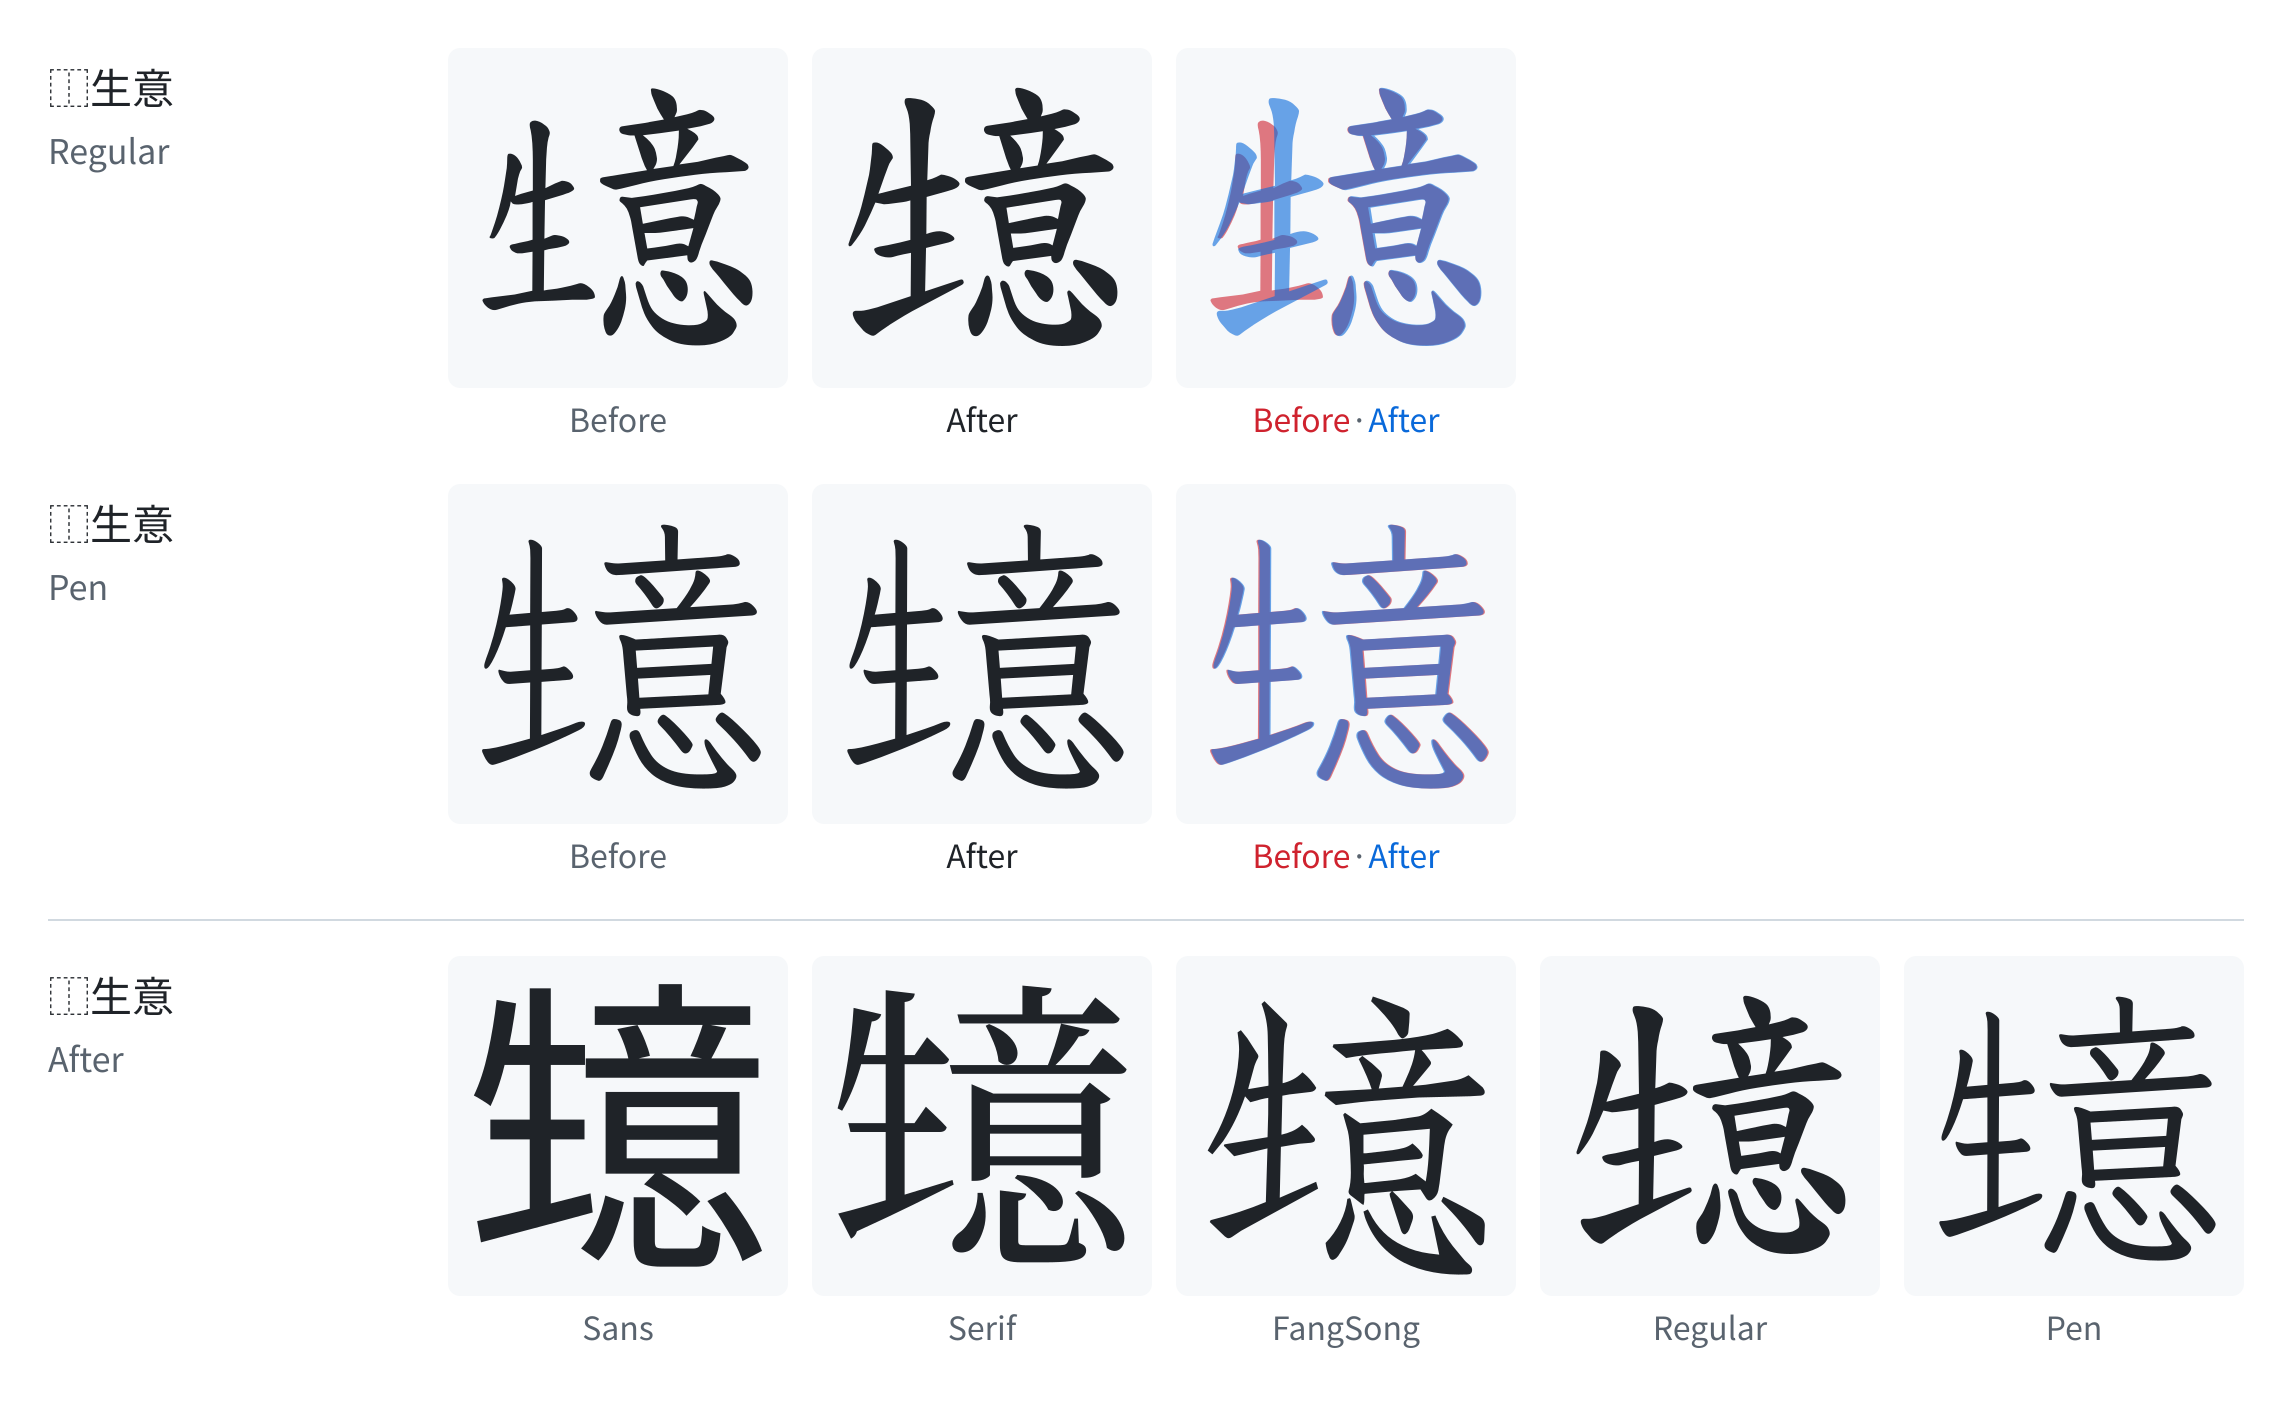 ⿰生意
Regular
Before
After
Before · After
⿰生意
Pen
Before
After
Before · After
⿰生意
After
Sans
Serif
FangSong
Regular
Pen